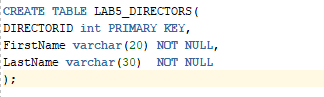 CREATE TABLE LAB5_DIRECTORS(
DIRECTORID int PRIMARY KEY,
FirstName varchar(20) NOT NULL,
LastName varchar(30)  NOT NULL
);